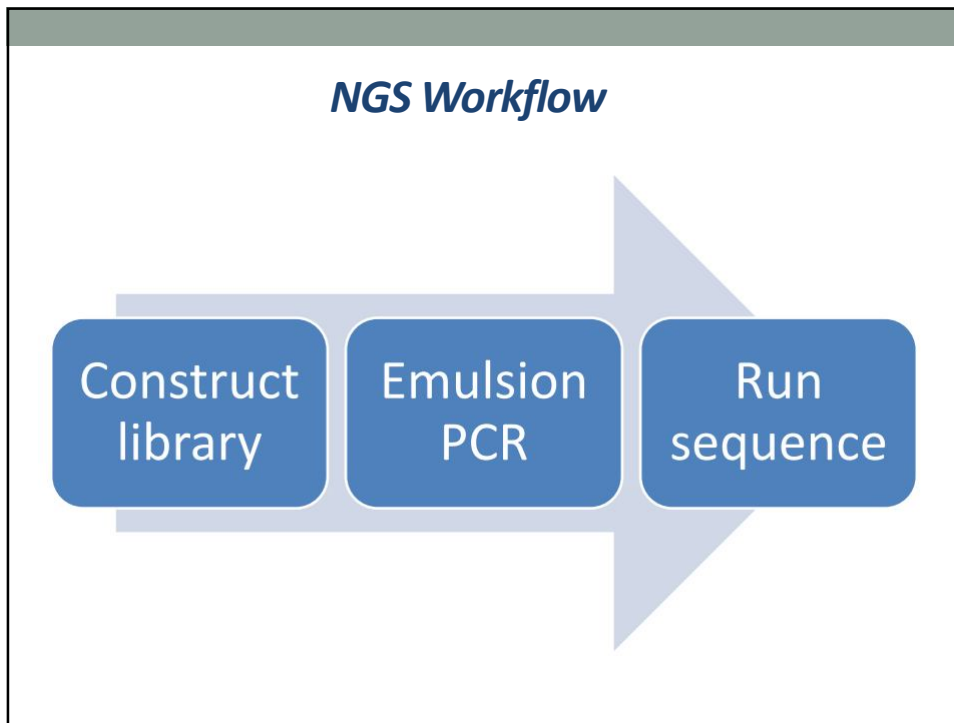 NGS Workflow
Construct
library
Emulsion
PCR
Run
sequence